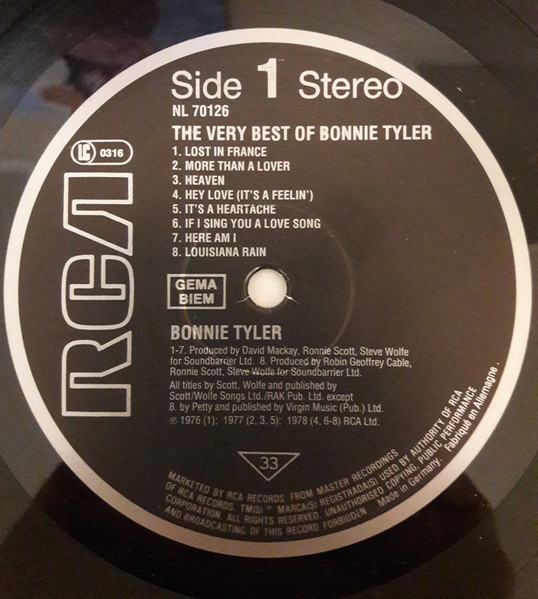 Side 1 Stereo
NL 70126
THE VERY BEST OF BONNIE TYLER
1. LOST IN FRANCE
2. MORE THAN A LOVER
3. HEAVEN
4. HEY LOVE (IT'S A FEELIN')
5. IT'S A HEARTACHE
6. IF I SING YOU A LOVE SONG
7. HERE AM I
8. LOUISIANA RAIN
LC 0316
RCA
GEMA
BIEM
BONNIE TYLER
1-7. Produced by David Mackay, Ronnie Scott, Steve Wolfe
for Soundbarrier Ltd. 8. Produced by Robin Geoffrey Cable,
Ronnie Scott, Steve Wolfe for Soundbarrier Ltd.
All titles by Scott, Wolfe and published by
Scott/Wolfe Songs Ltd./RAK Pub. Ltd. except
8. by Petty and published by Virgin Music (Pub.) Ltd.
℗ 1976 (1); 1977 (2, 3, 5); 1978 (4, 6-8) RCA Ltd.
33
MARKETED BY RCA RECORDS FROM MASTER RECORDINGS
OF RCA RECORDS. TM(S) ® MARCA(S) REGISTRADA(S) USED BY AUTHORITY OF RCA
CORPORATION. ALL RIGHTS RESERVED. UNAUTHORISED COPYING, PUBLIC PERFORMANCE
AND BROADCASTING OF THIS RECORD FORBIDDEN
Made in Germany. Fabriqué en Allemagne.